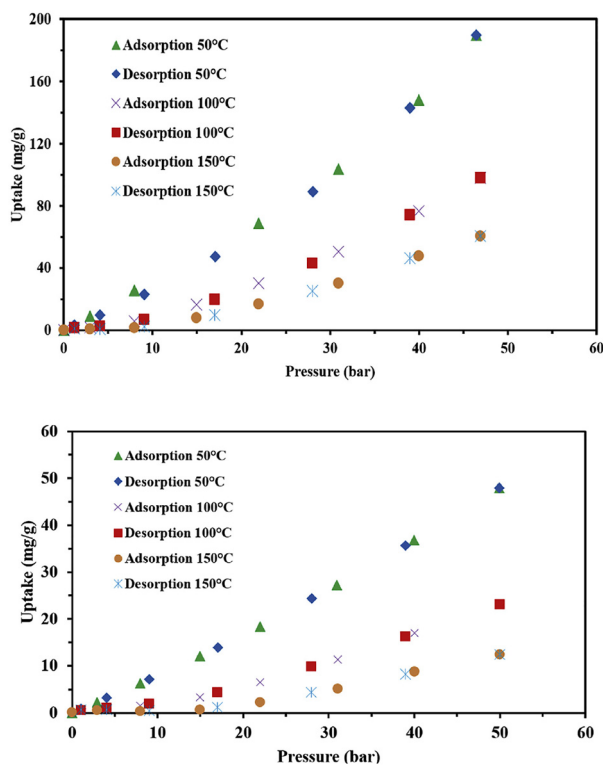 200
160
120
80
40
0
Uptake (mg/g)
Adsorption 50°C
Desorption 50°C
Adsorption 100°C
Desorption 100°C
Adsorption 150°C
Desorption 150°C
0 10 20 30 40 50 60
Pressure (bar)
60
50
40
30
20
10
0
Uptake (mg/g)
Adsorption 50°C
Desorption 50°C
Adsorption 100°C
Desorption 100°C
Adsorption 150°C
Desorption 150°C
0 10 20 30 40 50 60
Pressure (bar)